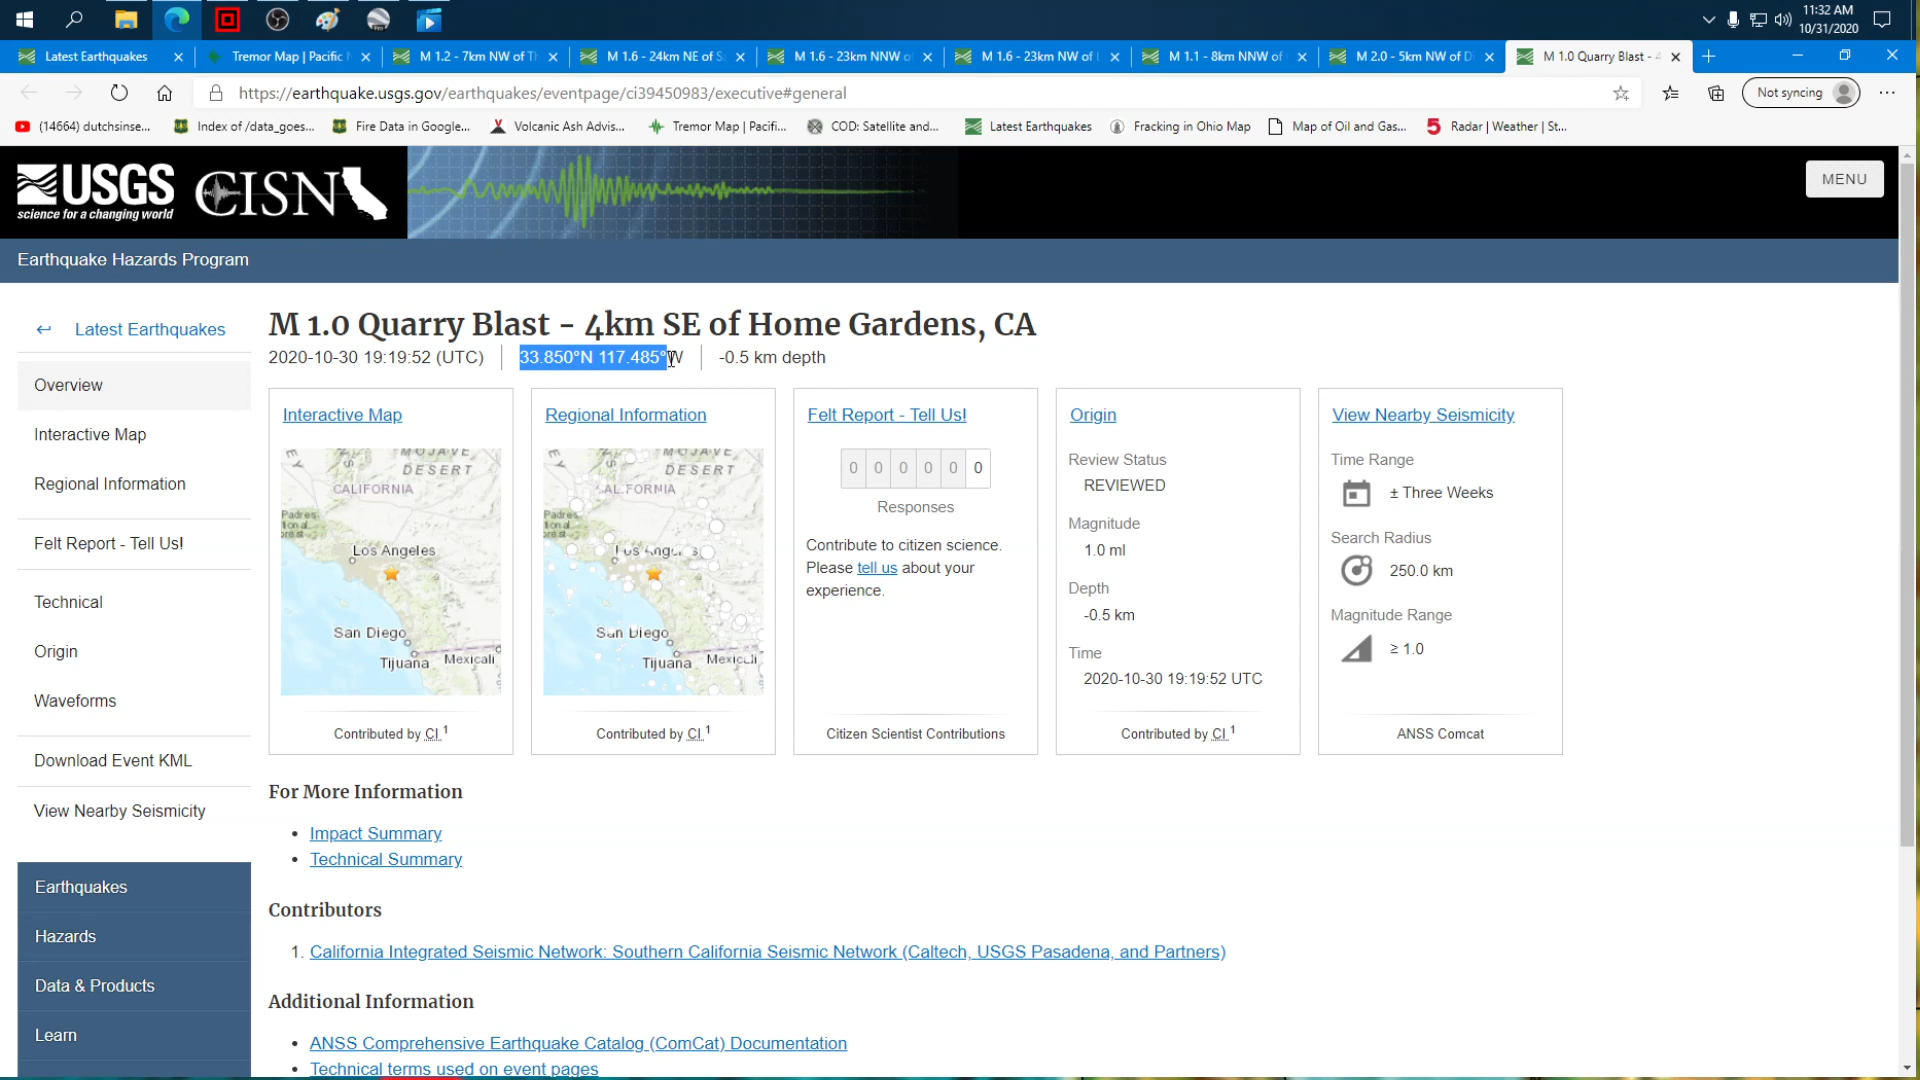 11:32 AM
10/31/2020
Latest Earthquakes
Tremor Map | Pacific
M 1.2 - 7km NW of Th
M 1.6 - 24km NE of S
M 1.6 - 23km NNW of
M 1.6 - 23km NW of
M 1.1 - 8km NNW of
M 2.0 - 5km NW of D
M 1.0 Quarry Blast - 4
https://earthquake.usgs.gov/earthquakes/eventpage/ci39450983/executive#general
Not syncing
(14664) dutchsinse...
Index of /data_goes...
Fire Data in Google...
Volcanic Ash Advis...
Tremor Map | Pacifi...
COD: Satellite and...
Latest Earthquakes
Fracking in Ohio Map
Map of Oil and Gas...
Radar | Weather | St...
USGS
science for a changing world
CISN
MENU
Earthquake Hazards Program
Latest Earthquakes
Overview
Interactive Map
Regional Information
Felt Report - Tell Us!
Technical
Origin
Waveforms
Download Event KML
View Nearby Seismicity
Earthquakes
Hazards
Data & Products
Learn
M 1.0 Quarry Blast - 4km SE of Home Gardens, CA
2020-10-30 19:19:52 (UTC)
33.850°N 117.485°W
-0.5 km depth
Interactive Map
MOJAVE
DESERT
CALIFORNIA
Padres
Los Angeles
San Diego
Tijuana
Mexicali
Contributed by CI 1
Regional Information
MOJAVE
DESERT
CALIFORNIA
Padres
Los Angeles
San Diego
Tijuana
Mexicali
Contributed by CI 1
Felt Report - Tell Us!
0 0 0 0 0 0
Responses
Contribute to citizen science.
Please tell us about your
experience.
Citizen Scientist Contributions
Origin
Review Status
REVIEWED
Magnitude
1.0 ml
Depth
-0.5 km
Time
2020-10-30 19:19:52 UTC
Contributed by CI 1
View Nearby Seismicity
Time Range
± Three Weeks
Search Radius
250.0 km
Magnitude Range
≥ 1.0
ANSS Comcat
For More Information
Impact Summary
Technical Summary
Contributors
1. California Integrated Seismic Network: Southern California Seismic Network (Caltech, USGS Pasadena, and Partners)
Additional Information
ANSS Comprehensive Earthquake Catalog (ComCat) Documentation
Technical terms used on event pages